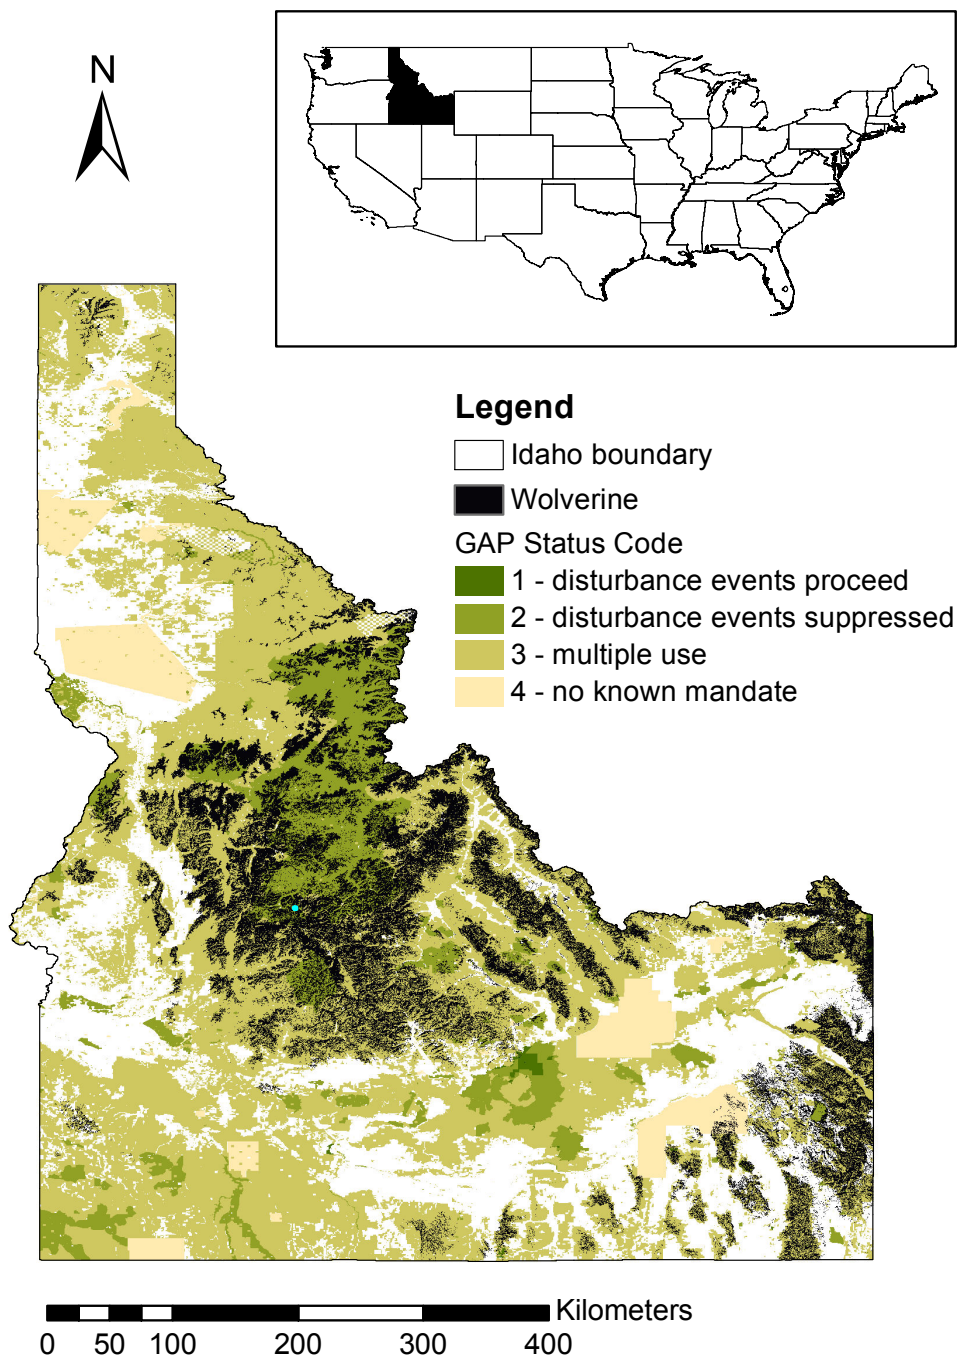 N
Legend
Idaho boundary
Wolverine
GAP Status Code
1 - disturbance events proceed
2 - disturbance events suppressed
3 - multiple use
4 - no known mandate
Kilometers
0 50 100 200 300 400